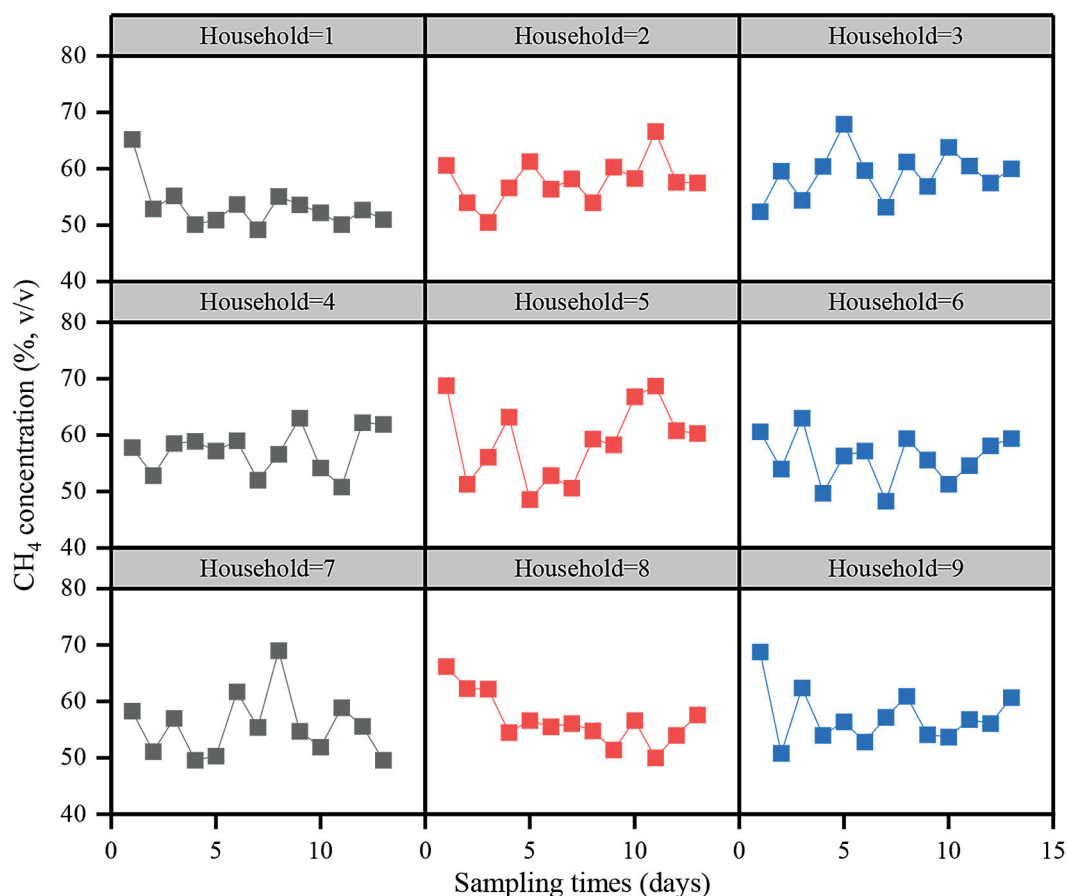 Household=1 Household=2 Household=3
80
70
60
50
40
Household=4 Household=5 Household=6
80
70
60
50
40
Household=7 Household=8 Household=9
80
70
60
50
40
0 5 10 0 5 10 0 5 10 15
CH₄ concentration (%, v/v)
Sampling times (days)